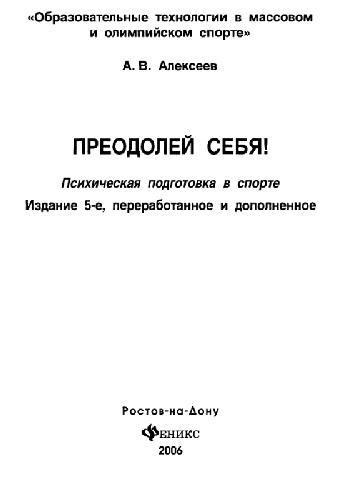 «Образовательные технологии в массовом
и олимпийском спорте»
А. В. Алексеев
ПРЕОДОЛЕЙ СЕБЯ!
Психическая подготовка в спорте
Издание 5-е, переработанное и дополненное
Ростов-на-Дону
ФЕНИКС
2006